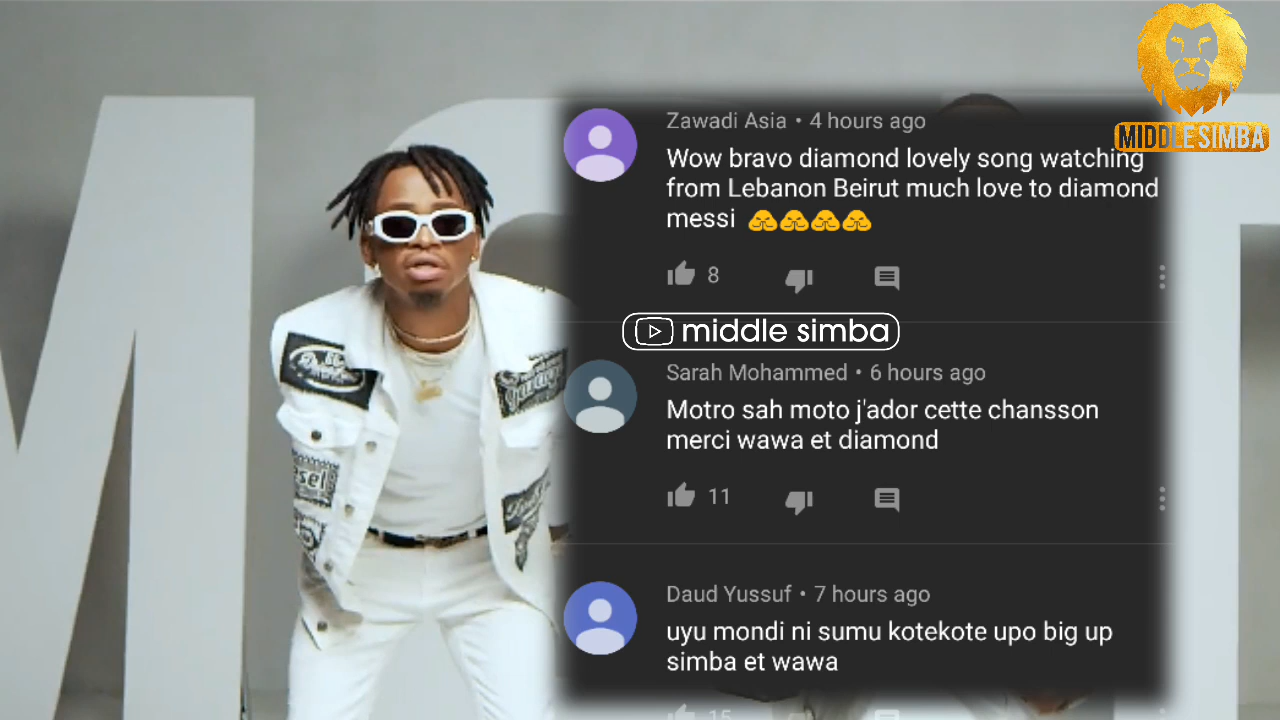 MIDDLE SIMBA
Zawadi Asia • 4 hours ago
Wow bravo diamond lovely song watching
from Lebanon Beirut much love to diamond
messi
8
middle simba
Sarah Mohammed • 6 hours ago
Motro sah moto j'ador cette chansson
merci wawa et diamond
11
Daud Yussuf • 7 hours ago
uyu mondi ni sumu kotekote upo big up
simba et wawa
15